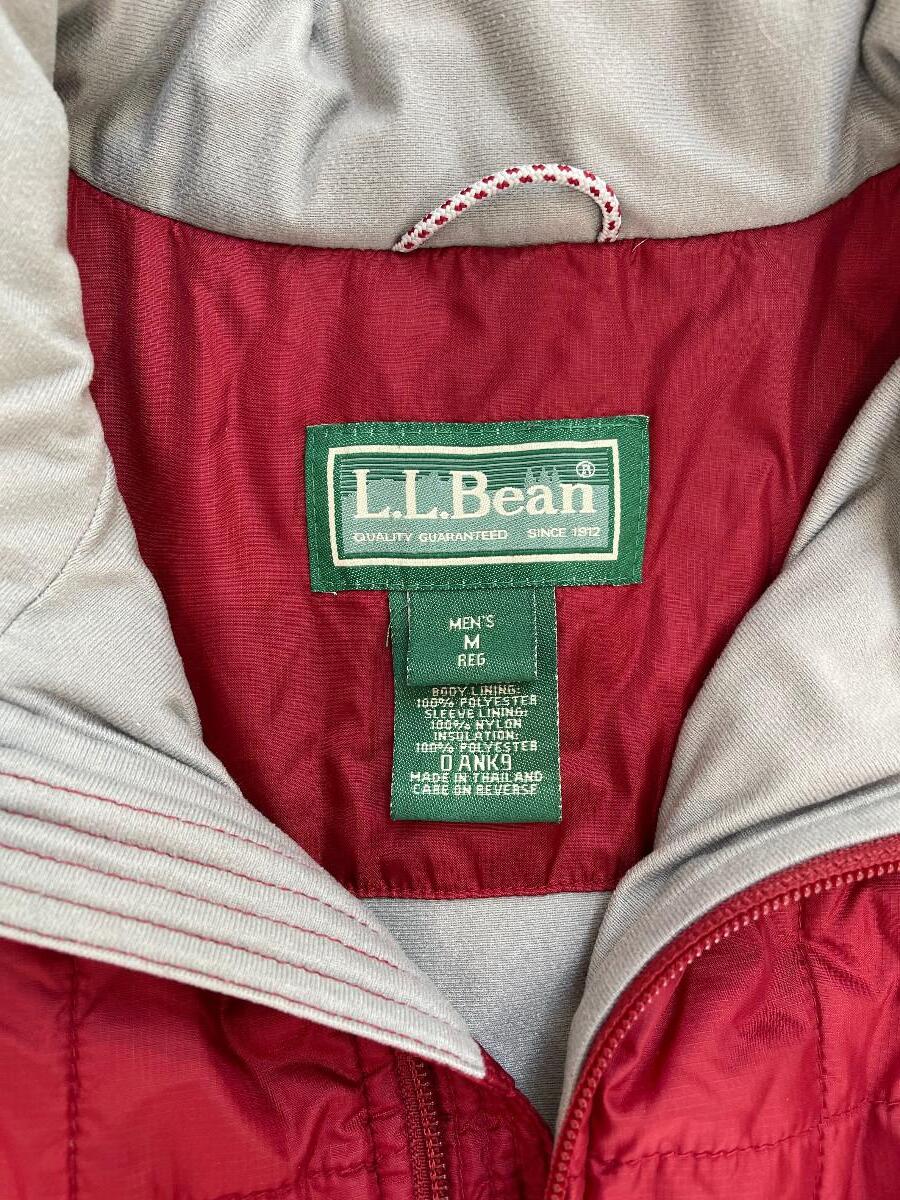 L.L.Bean®
QUALITY GUARANTEED SINCE 1912
MEN'S
M
REG
BODY LINING:
100% POLYESTER
SLEEVE LINING:
100% NYLON
INSULATION:
100% POLYESTER
0 ANK9
MADE IN THAILAND
CARE ON REVERSE